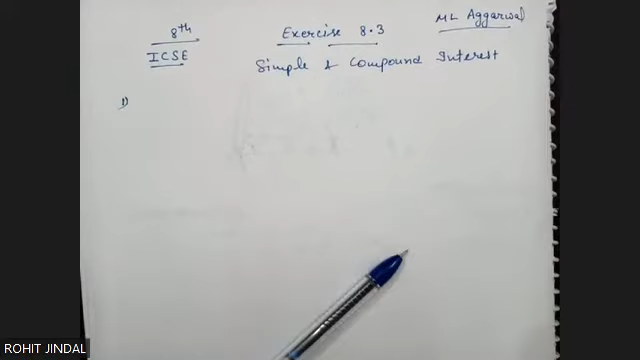 8th Exercise 8.3 ML Aggarwal
ICSE Simple & Compound Interest
1)
ROHIT JINDAL